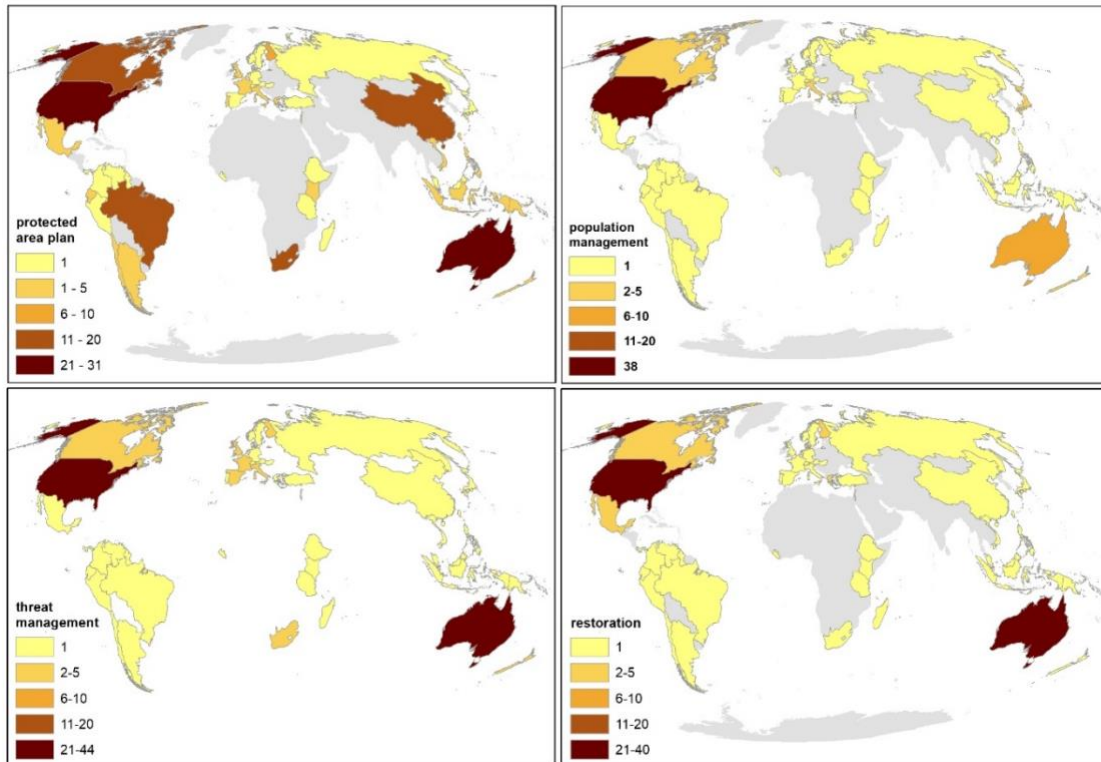 protected
area plan
1
1 - 5
6 - 10
11 - 20
21 - 31
population
management
1
2-5
6-10
11-20
38
threat
management
1
2-5
6-10
11-20
21-44
restoration
1
2-5
6-10
11-20
21-40